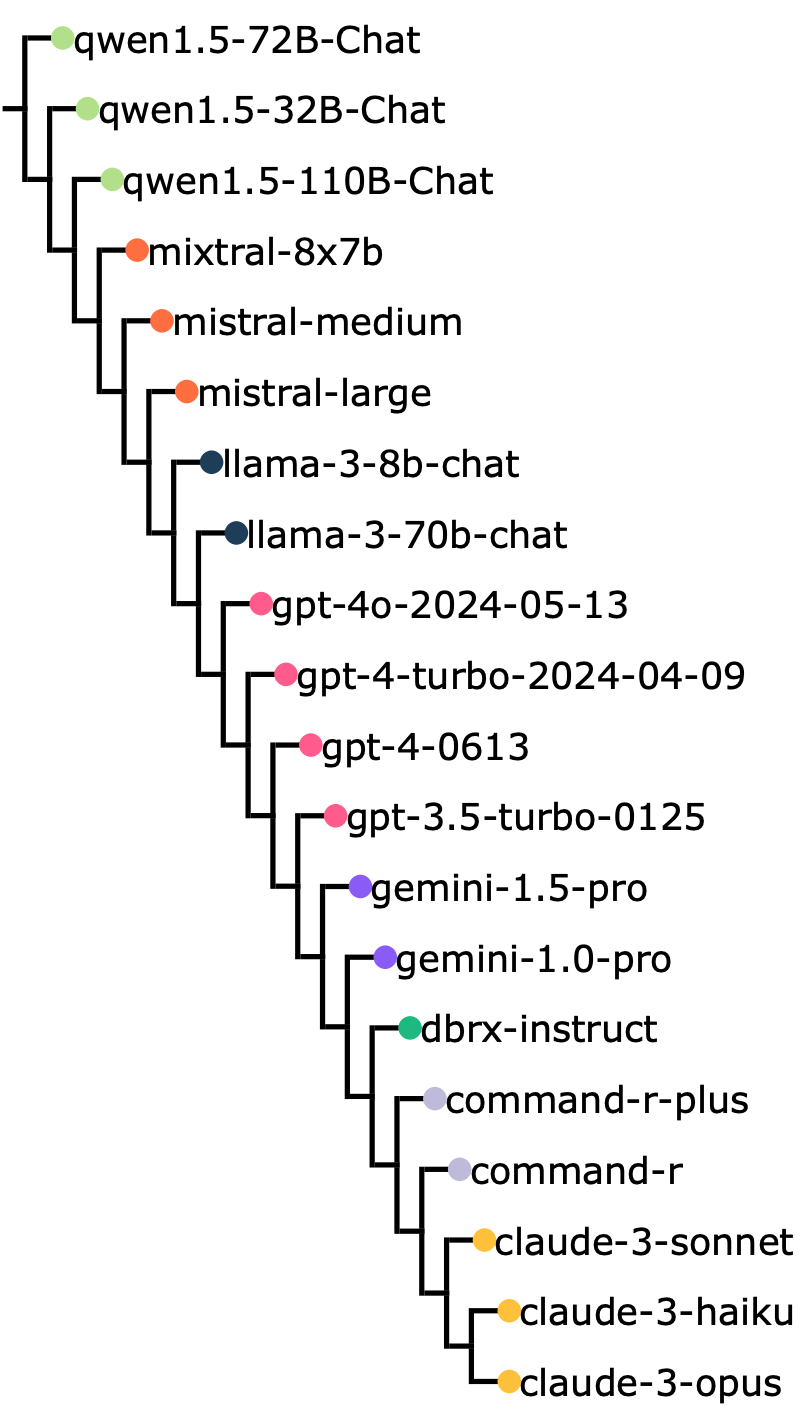 qwen1.5-72B-Chat
qwen1.5-32B-Chat
qwen1.5-110B-Chat
mixtral-8x7b
mistral-medium
mistral-large
llama-3-8b-chat
llama-3-70b-chat
gpt-4o-2024-05-13
gpt-4-turbo-2024-04-09
gpt-4-0613
gpt-3.5-turbo-0125
gemini-1.5-pro
gemini-1.0-pro
dbrx-instruct
command-r-plus
command-r
claude-3-sonnet
claude-3-haiku
claude-3-opus